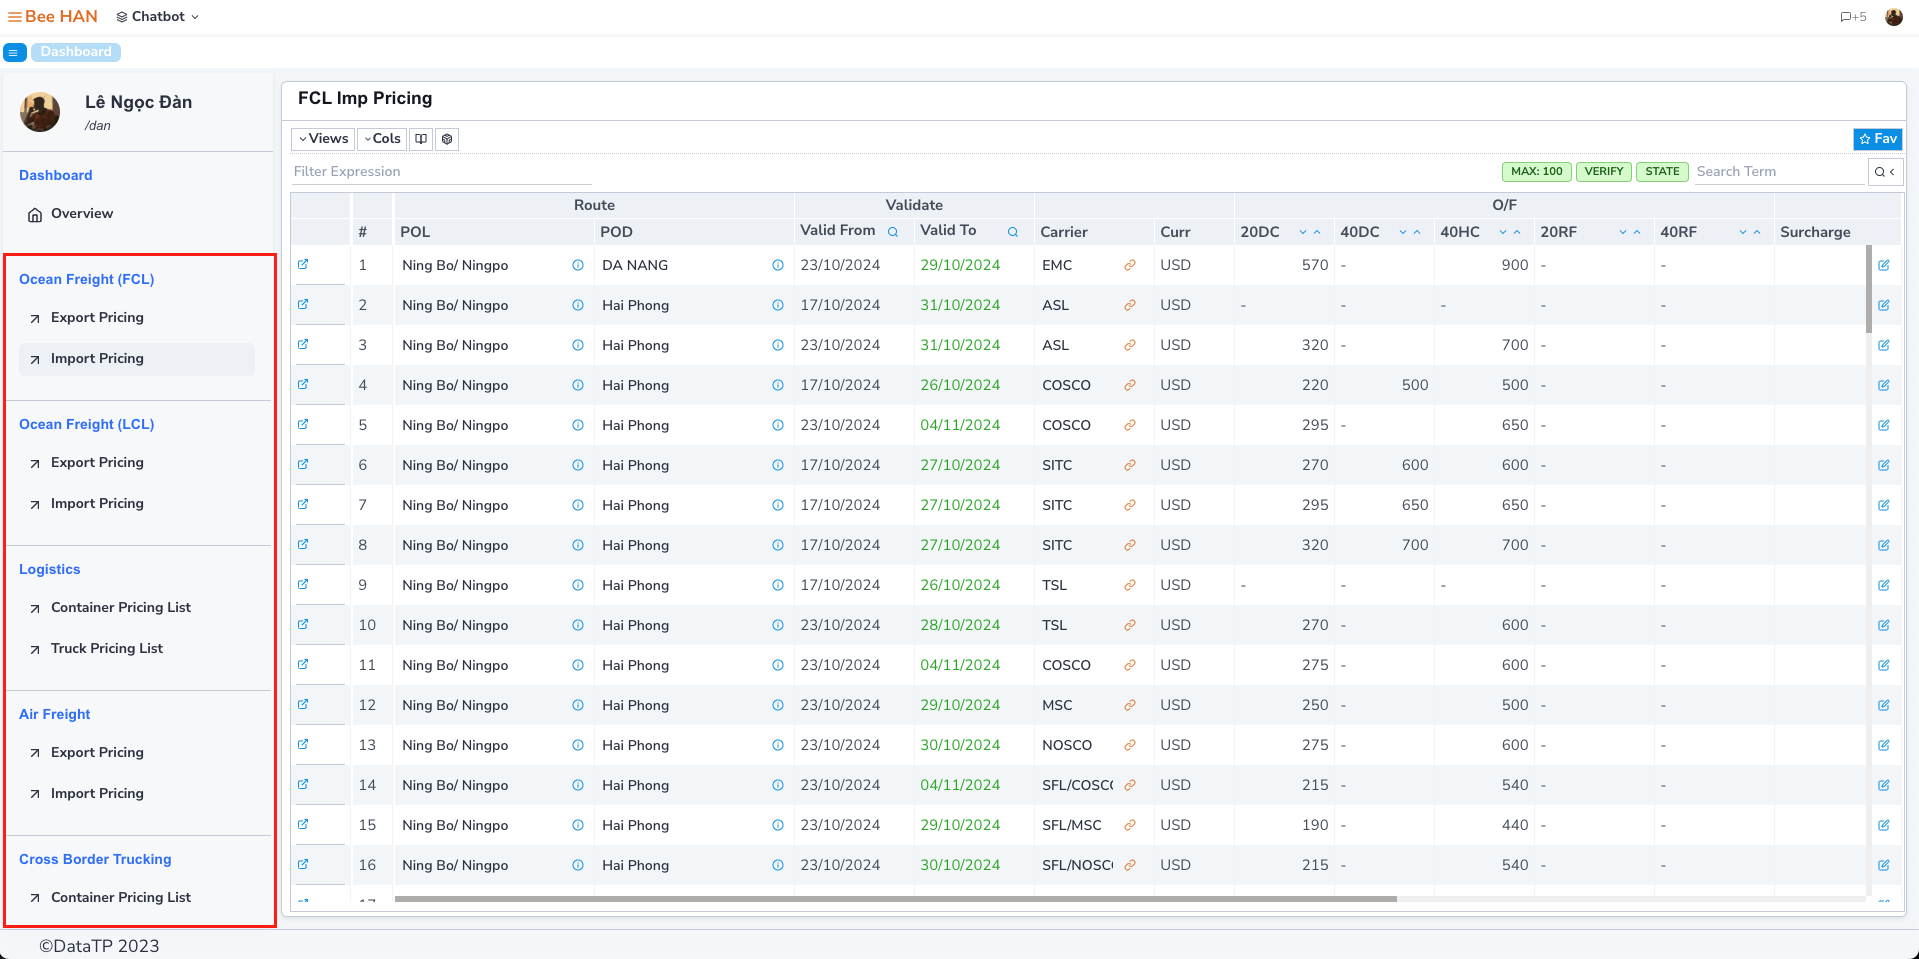 Bee HAN Chatbot +5
Dashboard
Lê Ngọc Đàn
/dan
Dashboard
Overview
Ocean Freight (FCL)
Export Pricing
Import Pricing
Ocean Freight (LCL)
Export Pricing
Import Pricing
Logistics
Container Pricing List
Truck Pricing List
Air Freight
Export Pricing
Import Pricing
Cross Border Trucking
Container Pricing List
FCL Imp Pricing
Views Cols Fav
Filter Expression MAX: 100 VERIFY STATE Search Term
Route Validate O/F
# POL POD Valid From Valid To Carrier Curr 20DC 40DC 40HC 20RF 40RF Surcharge
1 Ning Bo/ Ningpo DA NANG 23/10/2024 29/10/2024 EMC USD 570 - 900 - -
2 Ning Bo/ Ningpo Hai Phong 17/10/2024 31/10/2024 ASL USD - - - - -
3 Ning Bo/ Ningpo Hai Phong 23/10/2024 31/10/2024 ASL USD 320 - 700 - -
4 Ning Bo/ Ningpo Hai Phong 17/10/2024 26/10/2024 COSCO USD 220 500 500 - -
5 Ning Bo/ Ningpo Hai Phong 23/10/2024 04/11/2024 COSCO USD 295 - 650 - -
6 Ning Bo/ Ningpo Hai Phong 17/10/2024 27/10/2024 SITC USD 270 600 600 - -
7 Ning Bo/ Ningpo Hai Phong 17/10/2024 27/10/2024 SITC USD 295 650 650 - -
8 Ning Bo/ Ningpo Hai Phong 17/10/2024 27/10/2024 SITC USD 320 700 700 - -
9 Ning Bo/ Ningpo Hai Phong 17/10/2024 26/10/2024 TSL USD - - - - -
10 Ning Bo/ Ningpo Hai Phong 23/10/2024 28/10/2024 TSL USD 270 - 600 - -
11 Ning Bo/ Ningpo Hai Phong 23/10/2024 04/11/2024 COSCO USD 275 - 600 - -
12 Ning Bo/ Ningpo Hai Phong 23/10/2024 29/10/2024 MSC USD 250 - 500 - -
13 Ning Bo/ Ningpo Hai Phong 23/10/2024 30/10/2024 NOSCO USD 275 - 600 - -
14 Ning Bo/ Ningpo Hai Phong 23/10/2024 04/11/2024 SFL/COSC USD 215 - 540 - -
15 Ning Bo/ Ningpo Hai Phong 23/10/2024 29/10/2024 SFL/MSC USD 190 - 440 - -
16 Ning Bo/ Ningpo Hai Phong 23/10/2024 30/10/2024 SFL/NOSC USD 215 - 540 - -
©DataTP 2023